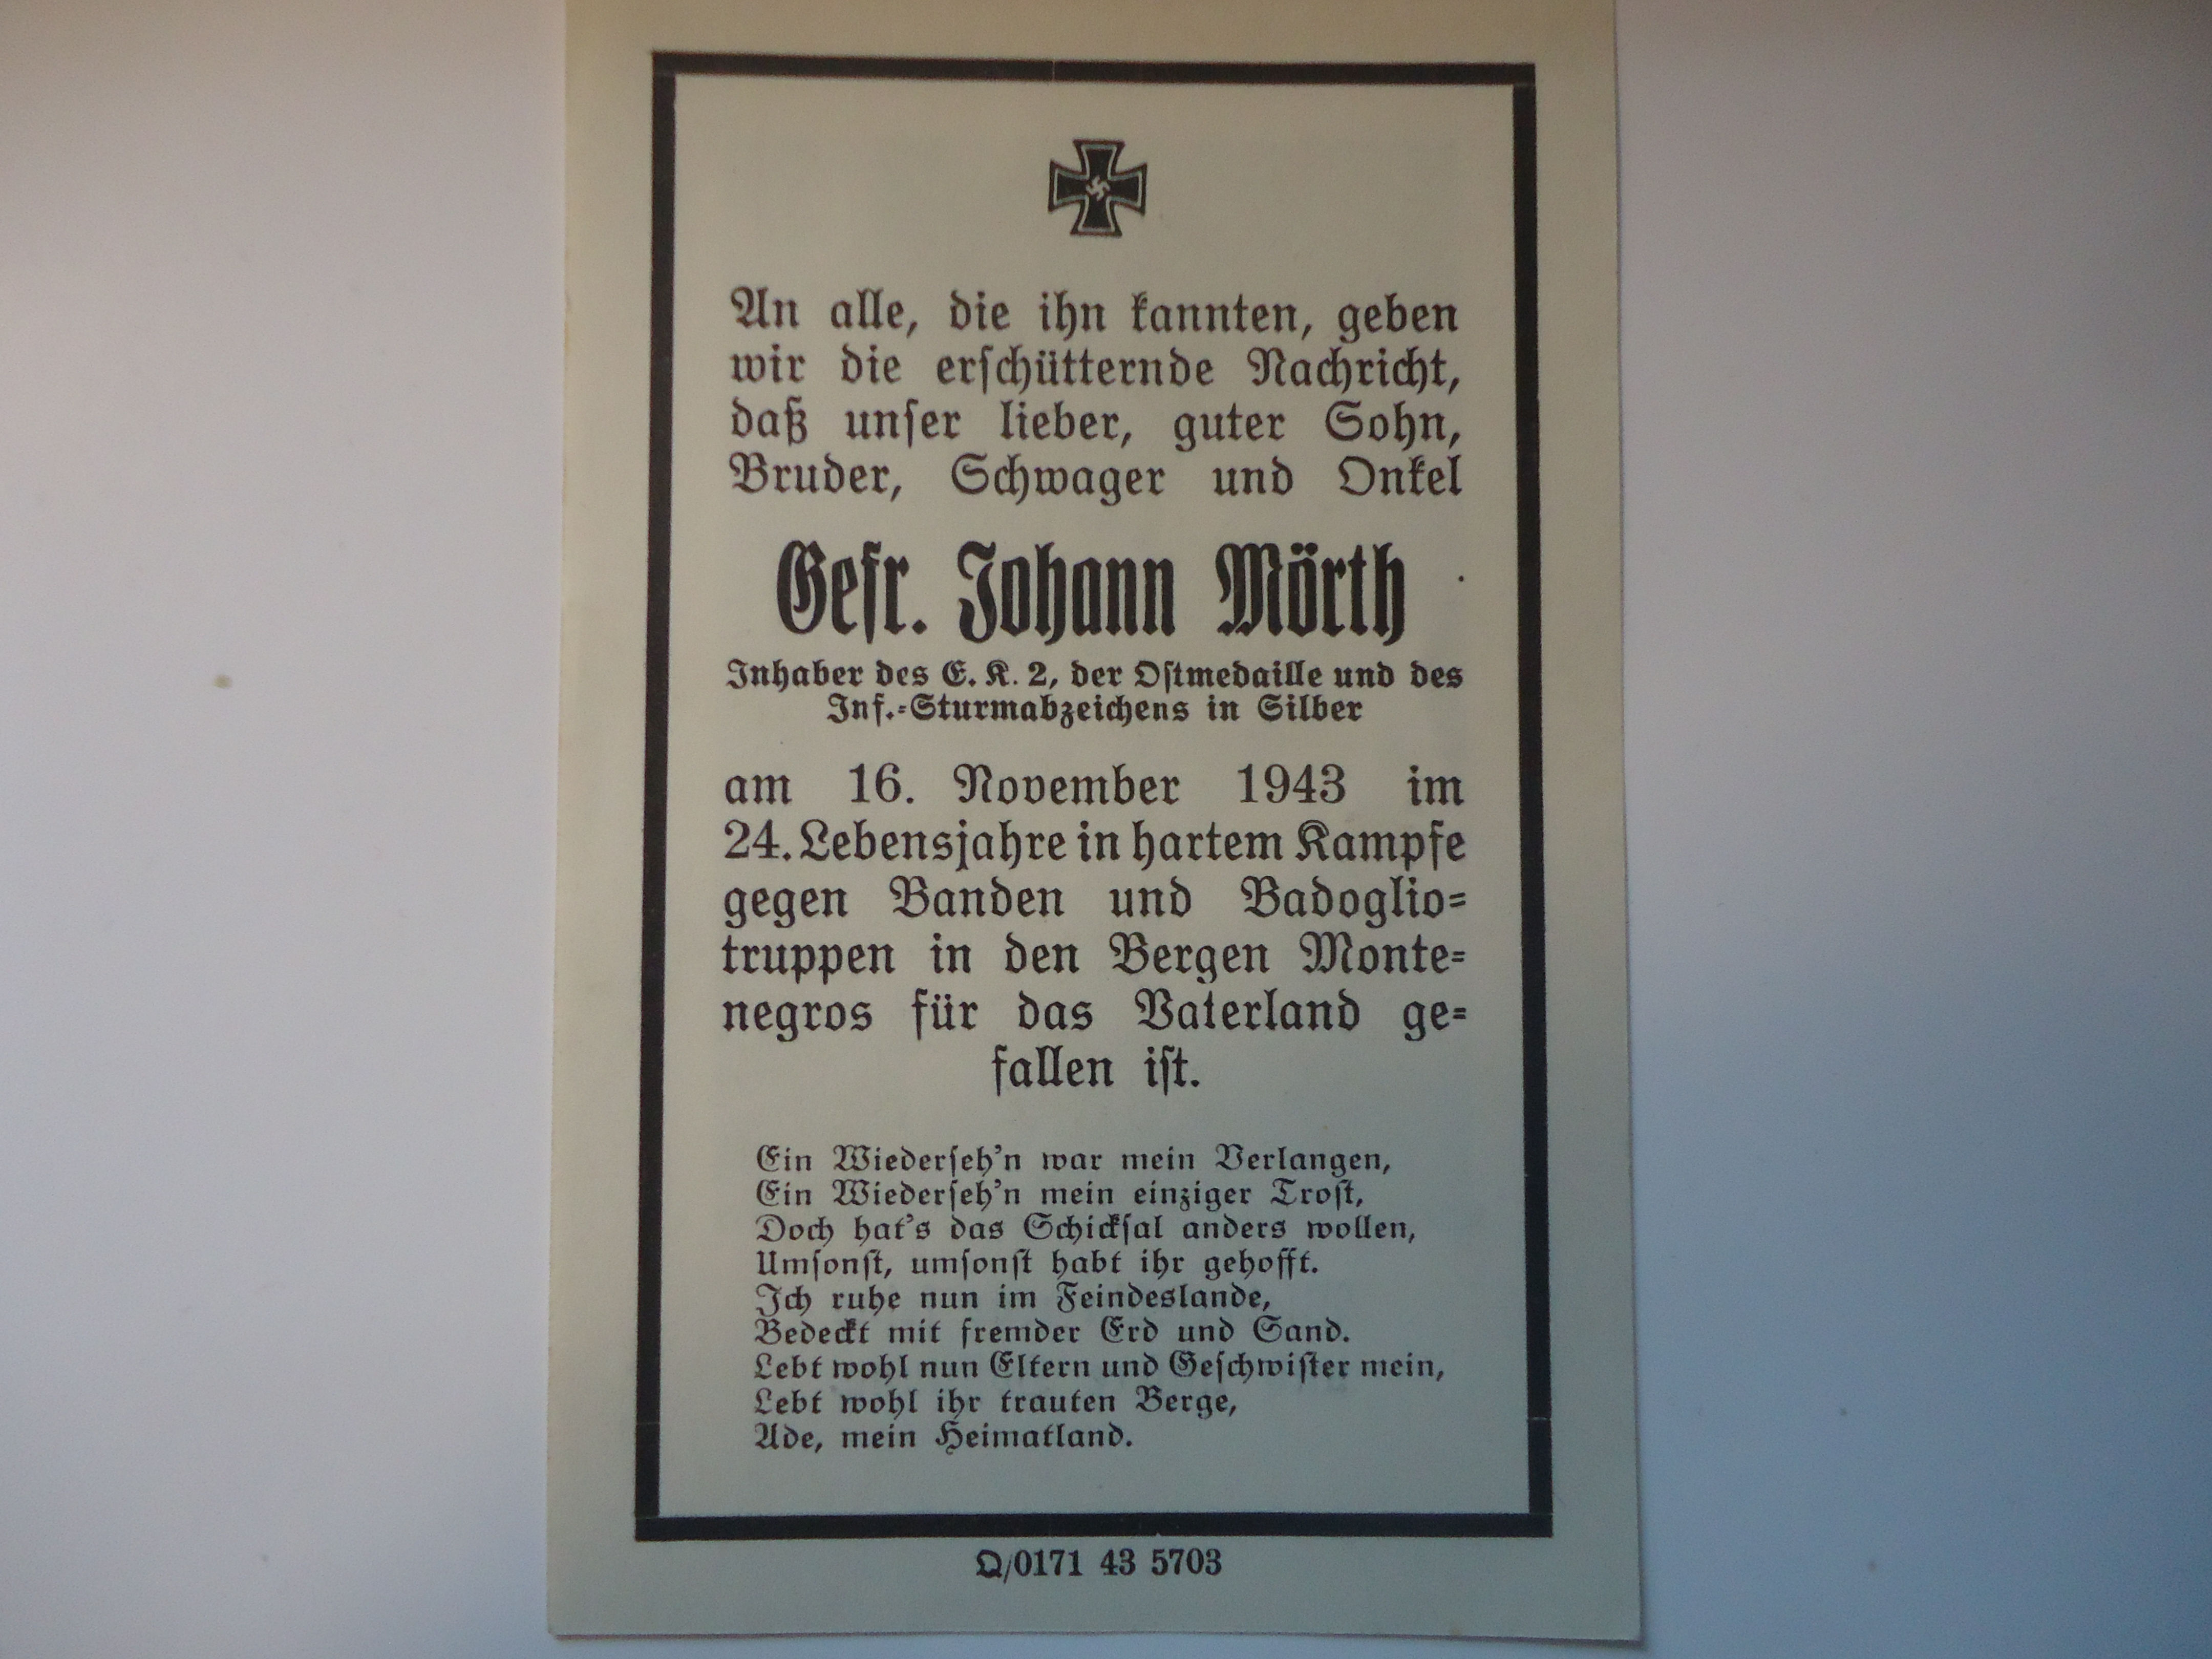 An alle, die ihn kannten, geben
wir die erschütternde Nachricht,
daß unser lieber, guter Sohn,
Bruder, Schwager und Onkel
Gefr. Johann Mörth
Inhaber des E. K. 2, der Ostmedaille und des
Inf.-Sturmabzeichens in Silber
am 16. November 1943 im
24. Lebensjahre in hartem Kampfe
gegen Banden und Badoglio-
truppen in den Bergen Monte-
negros für das Vaterland ge-
fallen ist.
Ein Wiederseh'n war mein Verlangen,
Ein Wiederseh'n mein einziger Trost,
Doch hat's das Schicksal anders wollen,
Umsonst, umsonst habt ihr gehofft.
Ich ruhe nun im Feindeslande,
Bedeckt mit fremder Erd und Sand.
Lebt wohl nun Eltern und Geschwister mein,
Lebt wohl ihr trauten Berge,
Ade, mein Heimatland.
Q/0171 43 5703